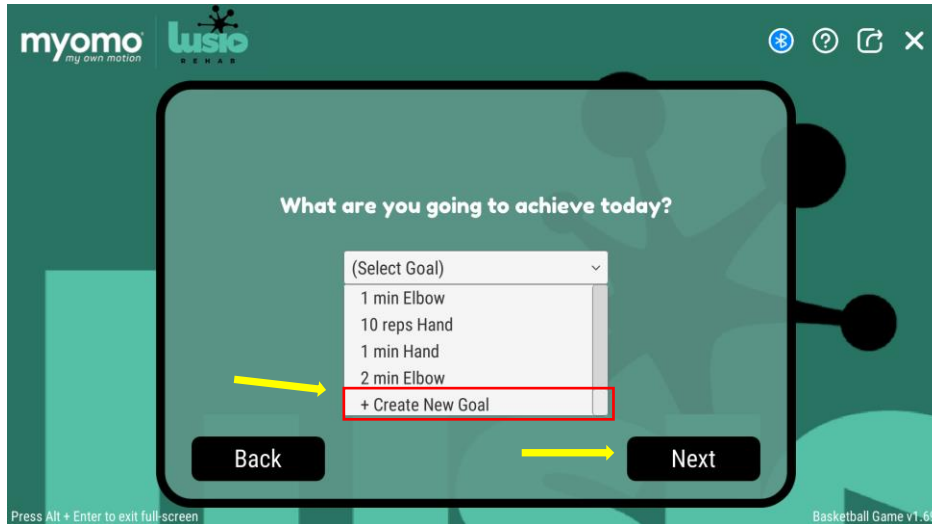 myomo
my own motion
lusio
REHAB
What are you going to achieve today?
(Select Goal)
1 min Elbow
10 reps Hand
1 min Hand
2 min Elbow
+ Create New Goal
Back
Next
Press Alt + Enter to exit full-screen
Basketball Game v1.6